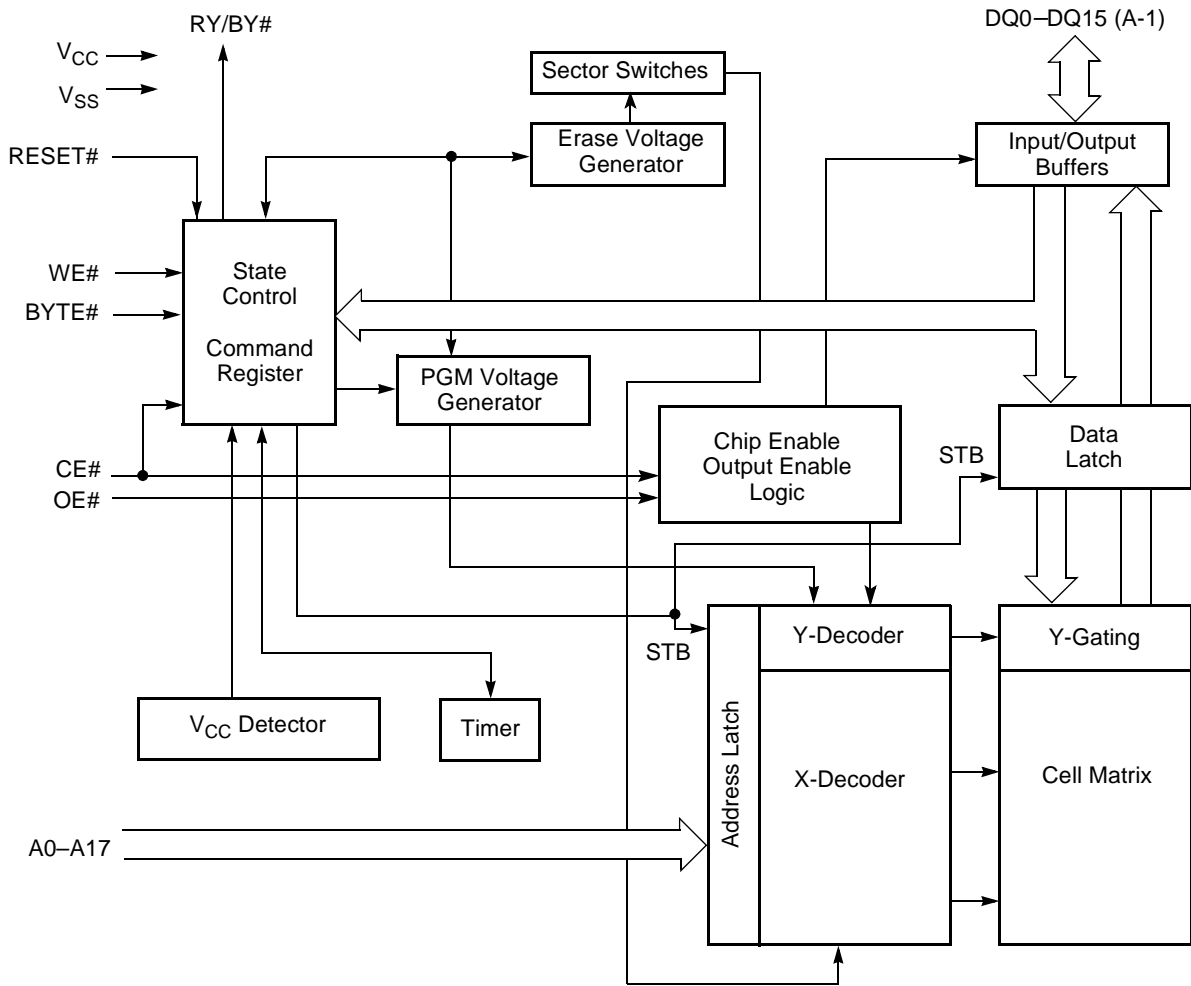 RY/BY#
DQ0–DQ15 (A-1)
VCC
VSS
Sector Switches
Erase Voltage
Generator
Input/Output
Buffers
RESET#
WE#
BYTE#
State
Control
Command
Register
PGM Voltage
Generator
Chip Enable
Output Enable
Logic
Data
Latch
STB
CE#
OE#
STB
Y-Decoder
Y-Gating
VCC Detector
Timer
Address Latch
X-Decoder
Cell Matrix
A0–A17